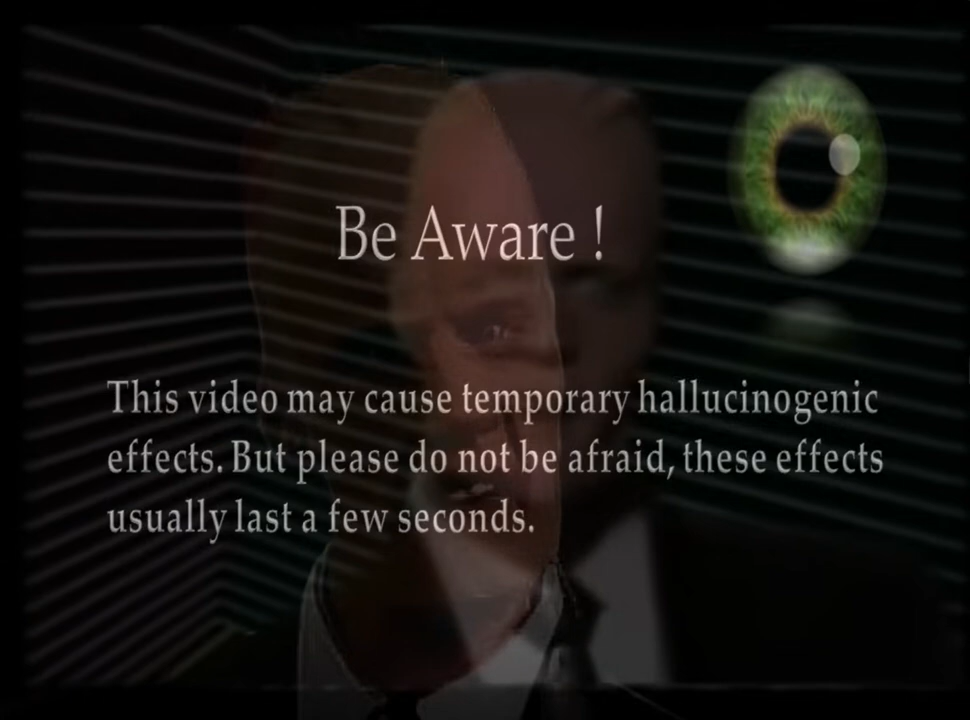 Be Aware !
This video may cause temporary hallucinogenic
effects. But please do not be afraid, these effects
usually last a few seconds.